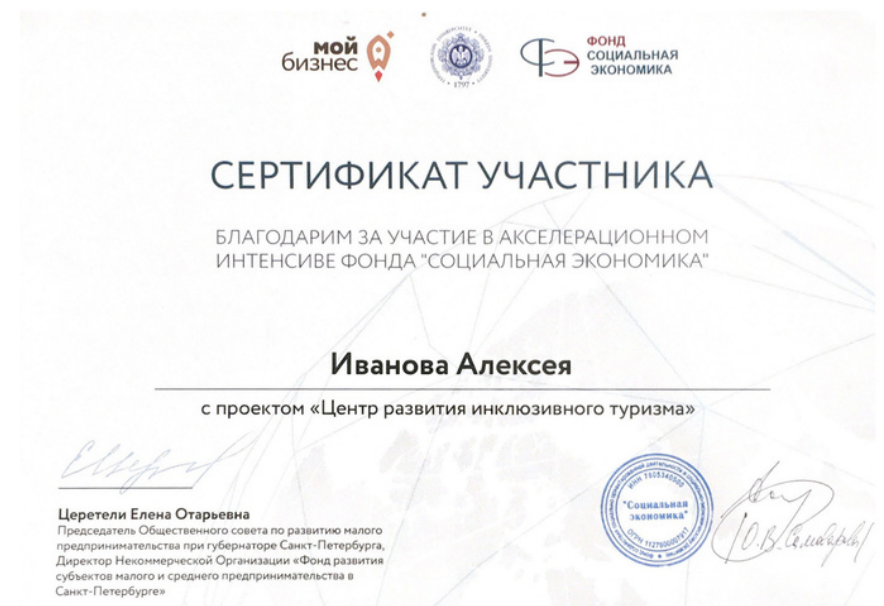 мой
бизнес
1797
ФОНД
СОЦИАЛЬНАЯ
ЭКОНОМИКА
СЕРТИФИКАТ УЧАСТНИКА
БЛАГОДАРИМ ЗА УЧАСТИЕ В АКСЕЛЕРАЦИОННОМ
ИНТЕНСИВЕ ФОНДА "СОЦИАЛЬНАЯ ЭКОНОМИКА"
Иванова Алексея
с проектом «Центр развития инклюзивного туризма»
Церетели Елена Отарьевна
Председатель Общественного совета по развитию малого
предпринимательства при губернаторе Санкт-Петербурга,
Директор Некоммерческой Организации «Фонд развития
субъектов малого и среднего предпринимательства в
Санкт-Петербурге»
"Социальная
экономика"